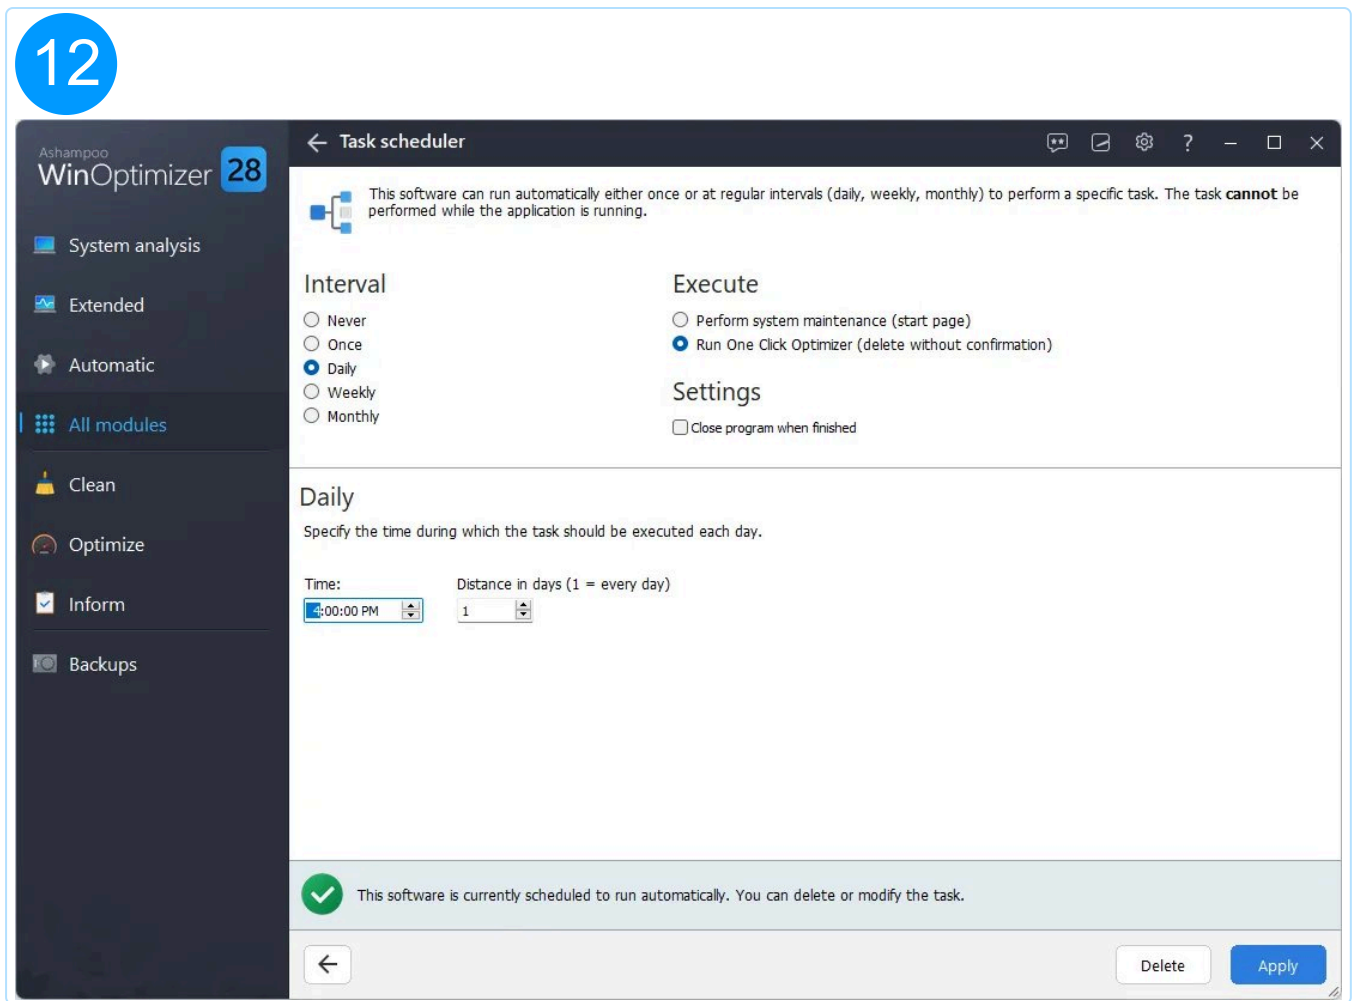 12
Ashampoo
WinOptimizer 28
System analysis
Extended
Automatic
All modules
Clean
Optimize
Inform
Backups
Task scheduler
?
This software can run automatically either once or at regular intervals (daily, weekly, monthly) to perform a specific task. The task cannot be
performed while the application is running.
Interval
Never
Once
Daily
Weekly
Monthly
Execute
Perform system maintenance (start page)
Run One Click Optimizer (delete without confirmation)
Settings
Close program when finished
Daily
Specify the time during which the task should be executed each day.
Time: Distance in days (1 = every day)
4:00:00 PM 1
This software is currently scheduled to run automatically. You can delete or modify the task.
Delete Apply